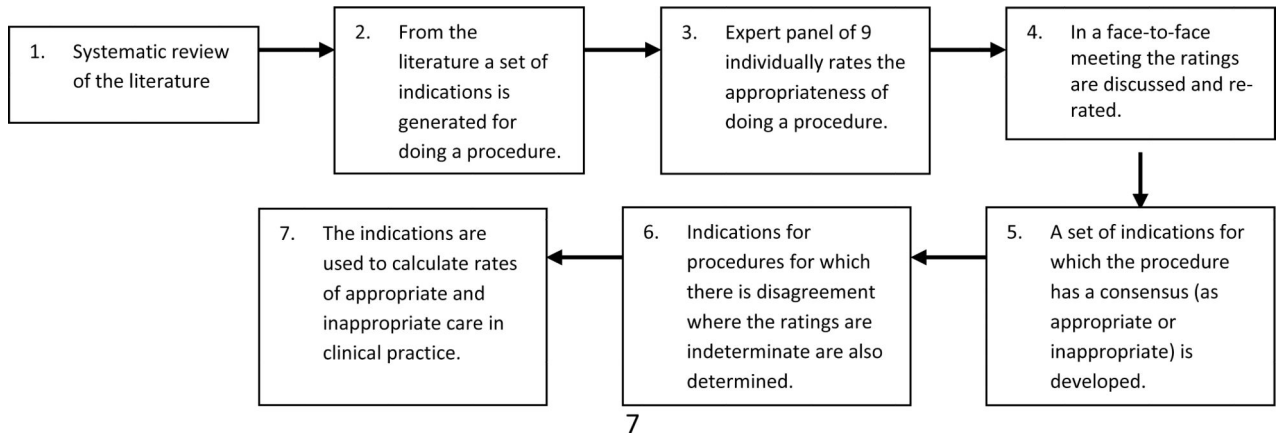 1. Systematic review
of the literature
2. From the
literature a set of
indications is
generated for
doing a procedure.
3. Expert panel of 9
individually rates the
appropriateness of
doing a procedure.
4. In a face-to-face
meeting the ratings
are discussed and re-
rated.
5. A set of indications for
which the procedure
has a consensus (as
appropriate or
inappropriate) is
developed.
6. Indications for
procedures for which
there is disagreement
where the ratings are
indeterminate are also
determined.
7. The indications are
used to calculate rates
of appropriate and
inappropriate care in
clinical practice.
7